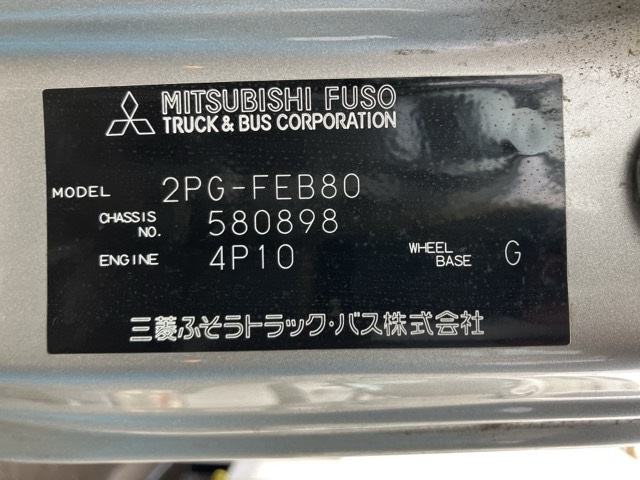 MITSUBISHI FUSO
TRUCK & BUS CORPORATION
MODEL 2PG-FEB80
CHASSIS NO. 580898
ENGINE 4P10 WHEEL BASE G
三菱ふそうトラック・バス株式会社